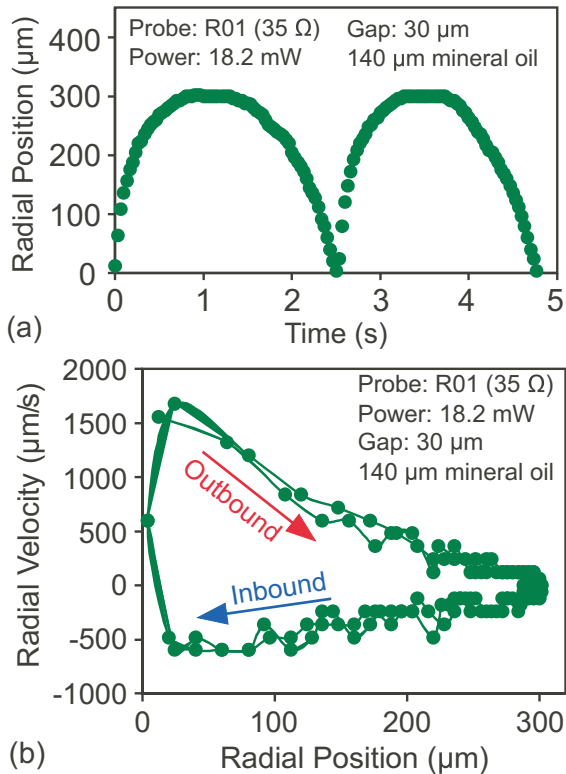 Radial Position (µm)
400
300
200
100
0
Probe: R01 (35 Ω)
Power: 18.2 mW
Gap: 30 µm
140 µm mineral oil
0
1
2
3
4
5
Time (s)
(a)
Radial Velocity (µm/s)
2000
1500
1000
500
0
-500
-1000
Probe: R01 (35 Ω)
Power: 18.2 mW
Gap: 30 µm
140 µm mineral oil
Outbound
Inbound
0
100
200
300
Radial Position (µm)
(b)